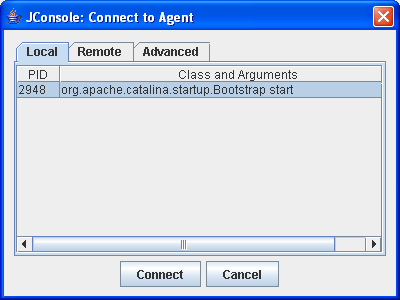 JConsole: Connect to Agent
Local Remote Advanced
PID Class and Arguments
2948 org.apache.catalina.startup.Bootstrap start
Connect Cancel